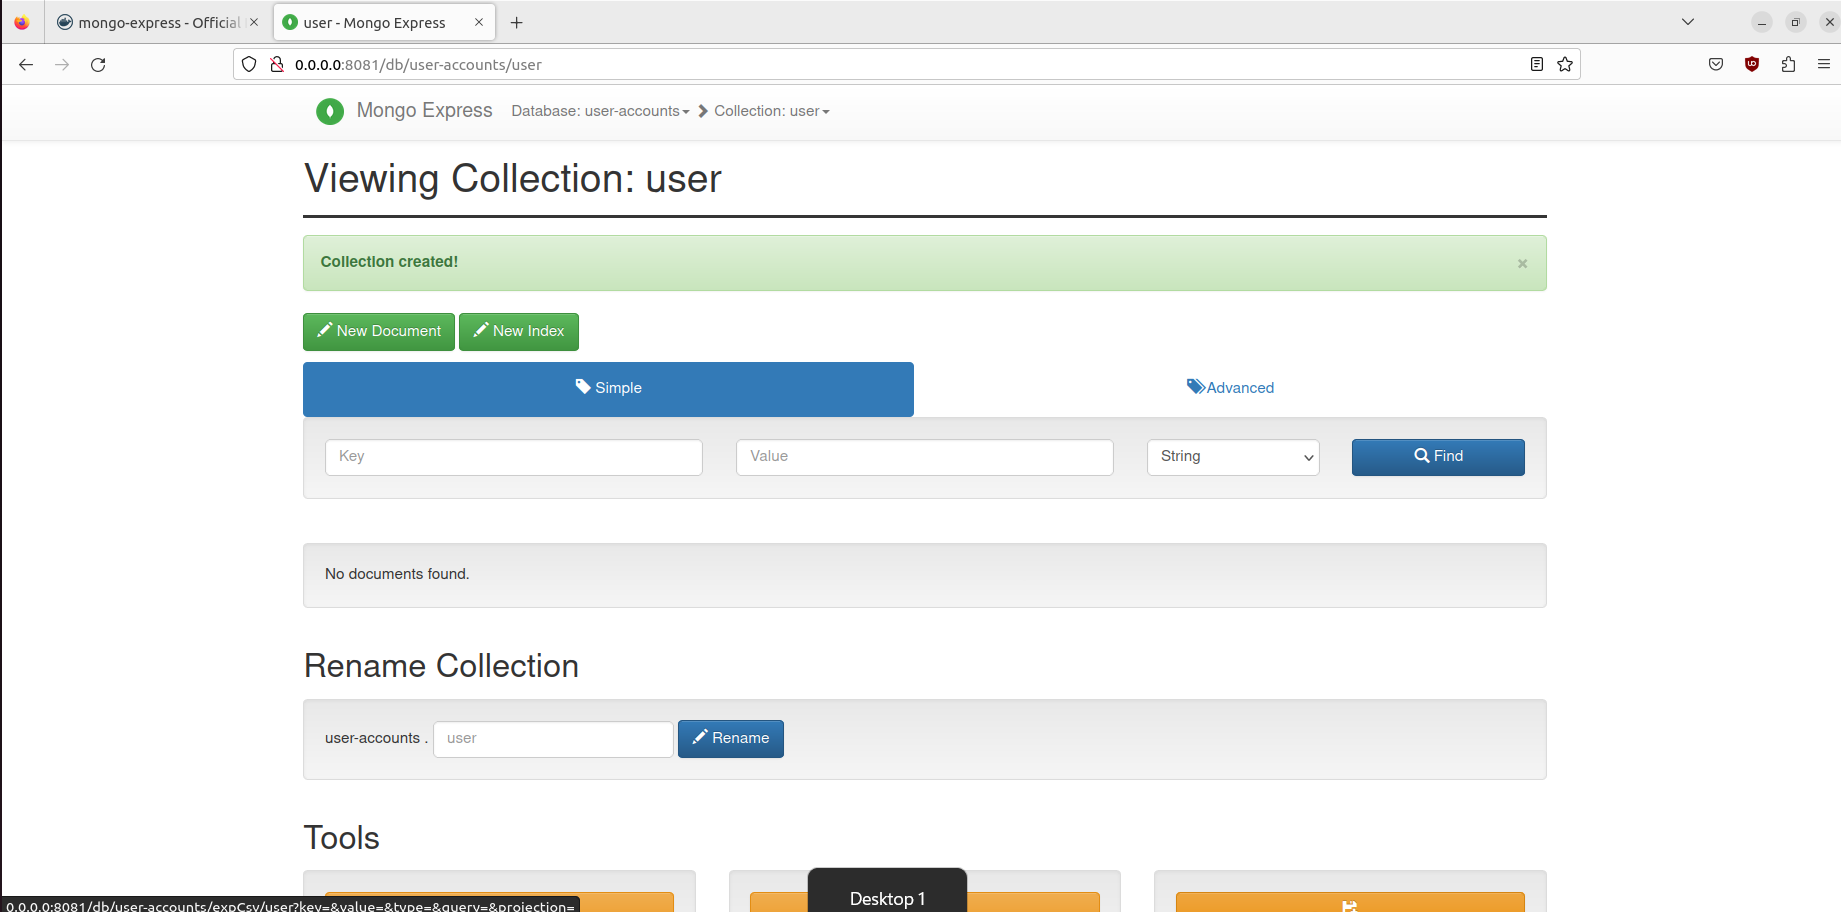 mongo-express - Official
user - Mongo Express
0.0.0.0:8081/db/user-accounts/user
Mongo Express Database: user-accounts Collection: user
Viewing Collection: user
Collection created!
×
New Document New Index
Simple Advanced
Key Value String Find
No documents found.
Rename Collection
user-accounts . user Rename
Tools
Desktop 1
0.0.0.0:8081/db/user-accounts/expCsv/user?key=&value=&type=&query=&projection=